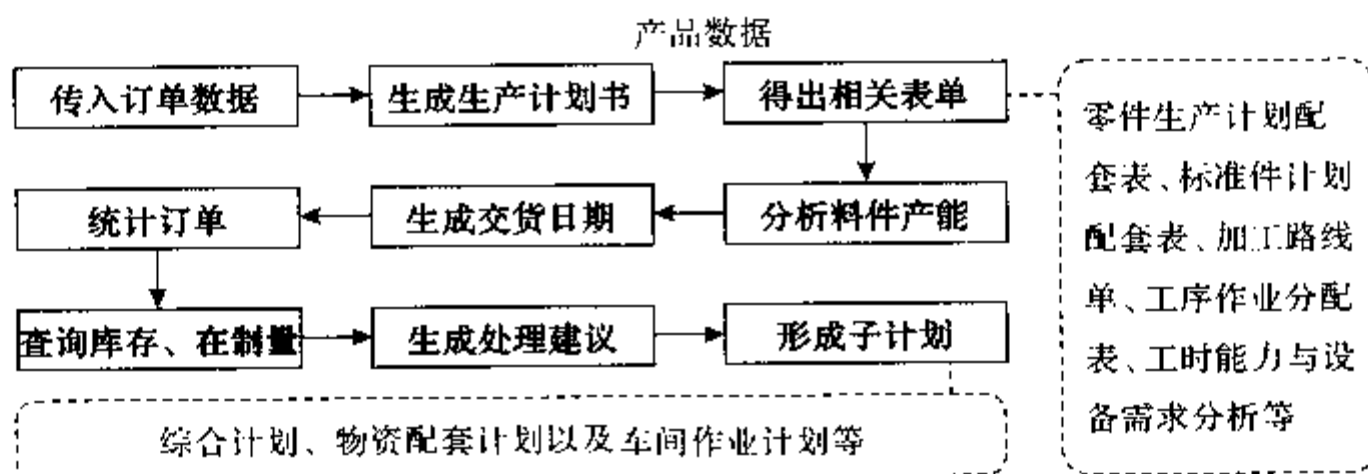 产品数据
传入订单数据
生成生产计划书
得出相关表单
零件生产计划配
套表、标准件计划
配套表、加工路线
单、工序作业分配
表、工时能力与设
备需求分析等
统计订单
生成交货日期
分析料件产能
查询库存、在制量
生成处理建议
形成子计划
综合计划、物资配套计划以及车间作业计划等